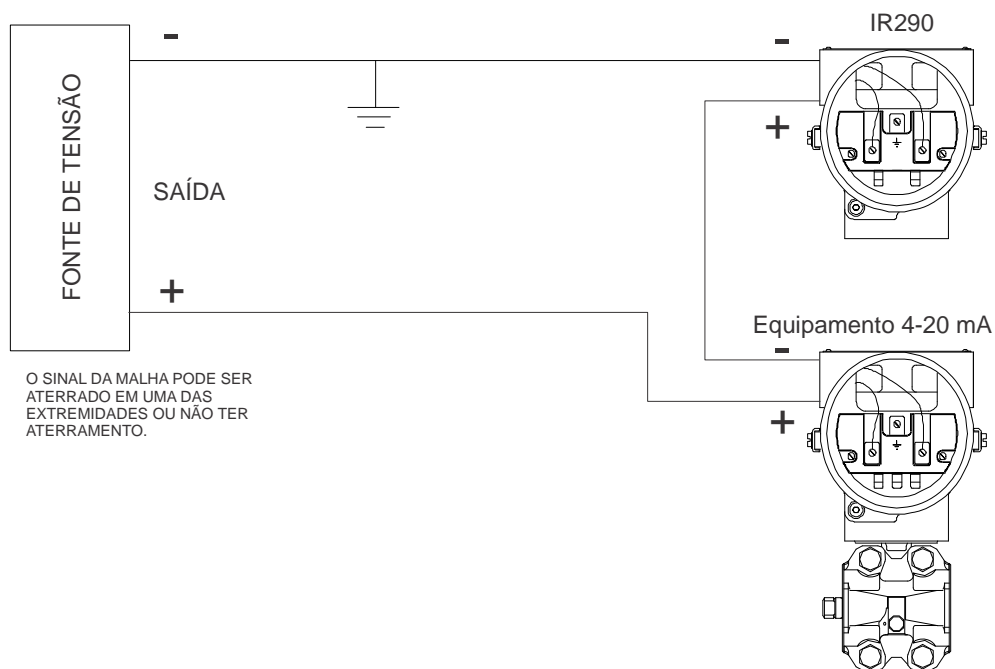 IR290
-
-
FONTE DE TENSÃO
+
SAÍDA
+
Equipamento 4-20 mA
-
+
O SINAL DA MALHA PODE SER
ATERRADO EM UMA DAS
EXTREMIDADES OU NÃO TER
ATERRAMENTO.